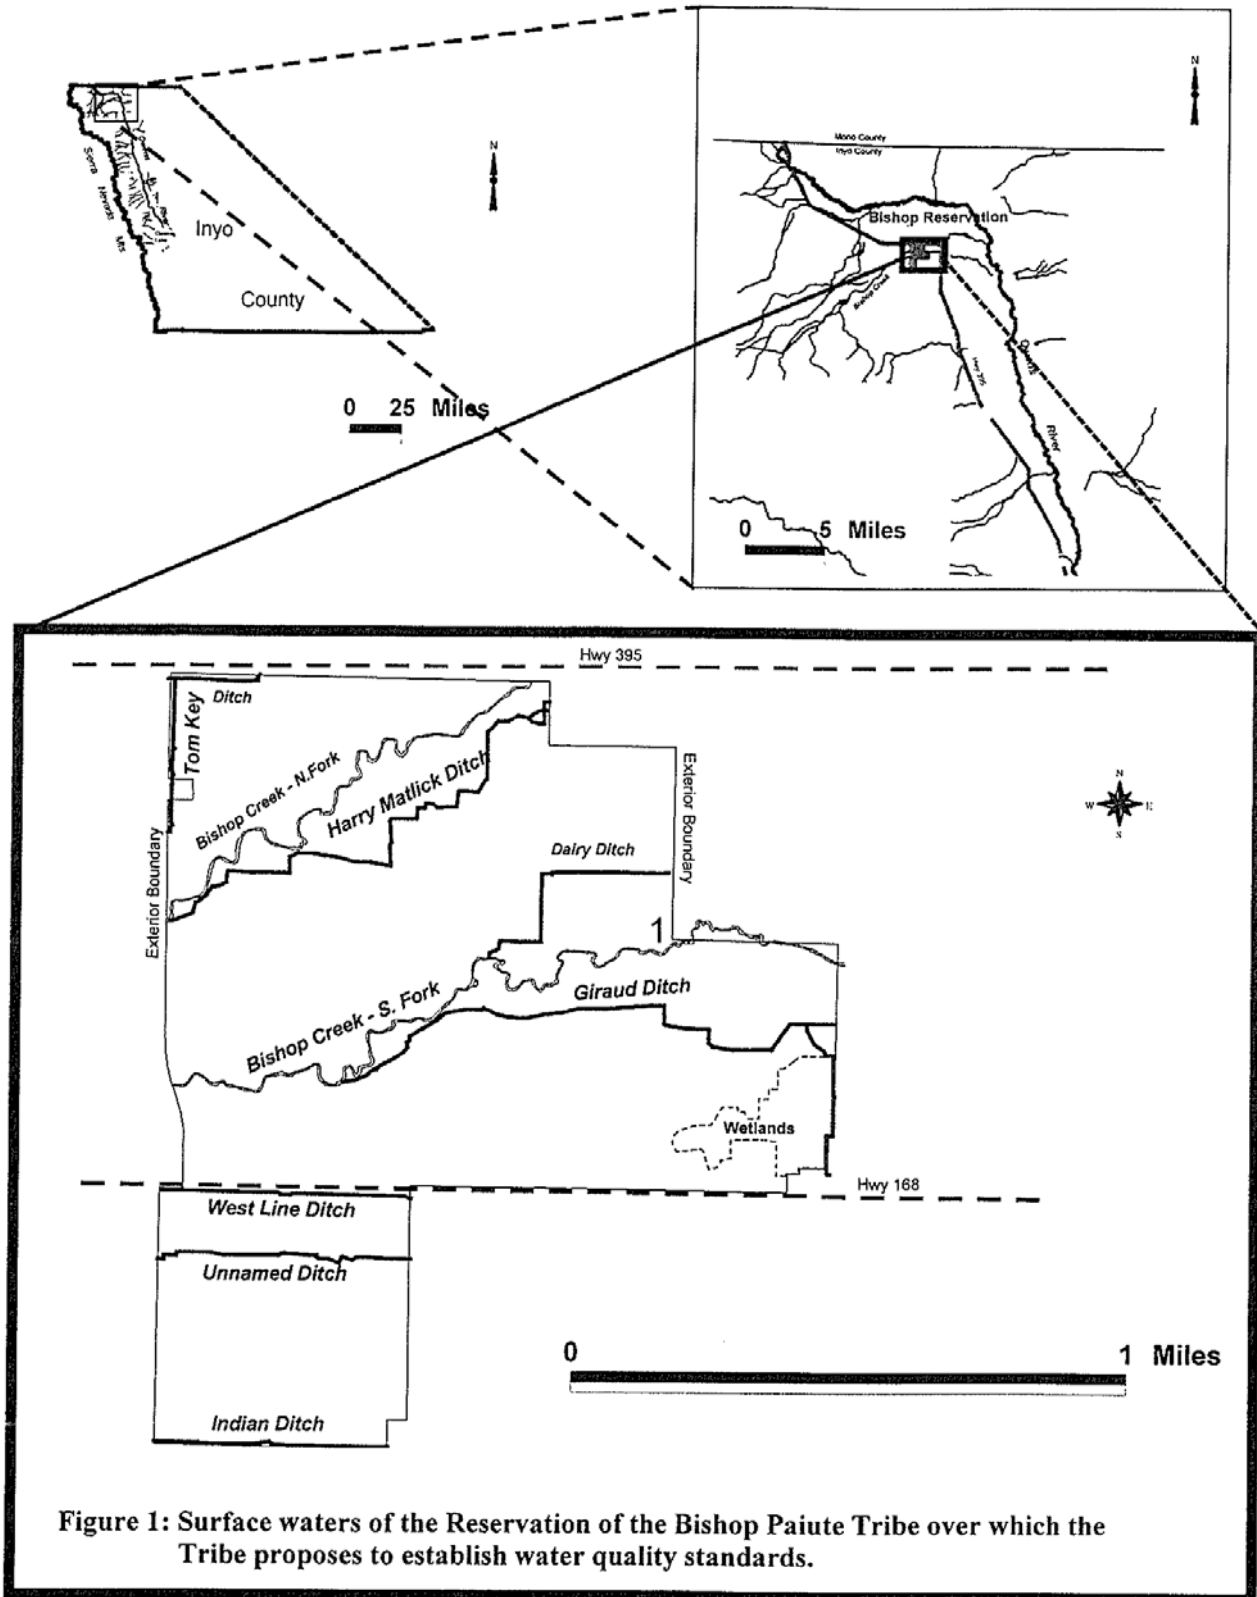 N
Sierra Nevada Mts
Inyo
County
0 25 Miles
N
Mono County
Inyo County
Bishop Reservation
Bishop Creek
Hwy 395
Owens
River
0 5 Miles
Hwy 395
Ditch
Tom Key
Bishop Creek - N.Fork
Harry Matlick Ditch
Exterior Boundary
Exterior Boundary
N
W E
S
Dairy Ditch
1
Giraud Ditch
Bishop Creek - S. Fork
Wetlands
Hwy 168
West Line Ditch
Unnamed Ditch
0 1 Miles
Indian Ditch
Figure 1: Surface waters of the Reservation of the Bishop Paiute Tribe over which the
Tribe proposes to establish water quality standards.